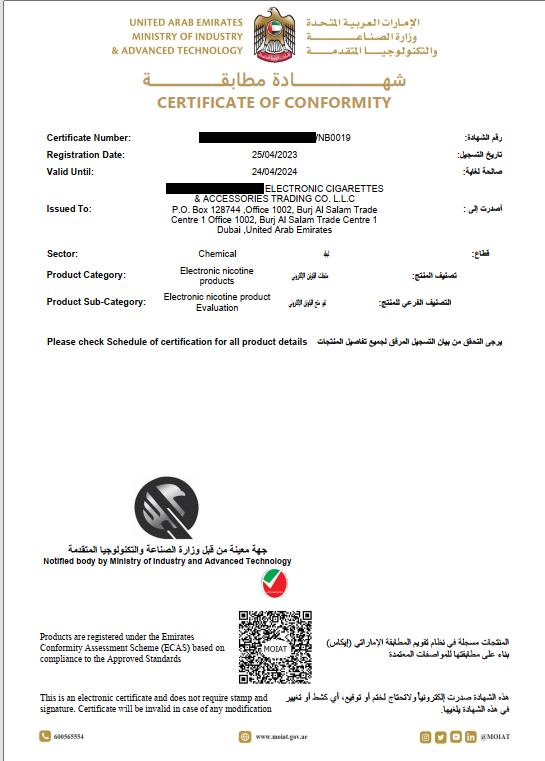 UNITED ARAB EMIRATES
MINISTRY OF INDUSTRY
& ADVANCED TECHNOLOGY
الإمارات العربية المتحدة
وزارة الصناعـــــــــــة
والتكنولوجيـا المتقدمـــة
شهـــــــــادة مطابقـــــــــة
CERTIFICATE OF CONFORMITY
Certificate Number: /NB0019 رقم الشهادة:
Registration Date: 25/04/2023 تاريخ التسجيل:
Valid Until: 24/04/2024 صالحة لغاية:
Issued To: أصدرت إلى :
ELECTRONIC CIGARETTES
& ACCESSORIES TRADING CO. L.L.C
P.O. Box 128744 ,Office 1002, Burj Al Salam Trade
Centre 1 Office 1002, Burj Al Salam Trade Centre 1
Dubai ,United Arab Emirates
Sector: Chemical قطاع:
Product Category: Electronic nicotine products تصنيف المنتج:
Product Sub-Category: Electronic nicotine product Evaluation التصنيف الفرعي للمنتج:
Please check Schedule of certification for all product details يرجى التحقق من بيان التسجيل المرفق لجميع تفاصيل المنتجات
جهة معينة من قبل وزارة الصناعة والتكنولوجيا المتقدمة
Notified body by Ministry of Industry and Advanced Technology
Products are registered under the Emirates
Conformity Assessment Scheme (ECAS) based on
compliance to the Approved Standards
MOIAT
المنتجات مسجلة في نظام تقويم المطابقة الإماراتي (إيكاس)
بناء على مطابقتها للمواصفات المعتمدة
This is an electronic certificate and does not require stamp and
signature. Certificate will be invalid in case of any modification
هذه الشهادة صدرت إلكترونياً ولاتحتاج لختم أو توقيع، أي كشط أو تغيير
في هذه الشهادة يلغيها.
600565554 www.moiat.gov.ae @MOIAT